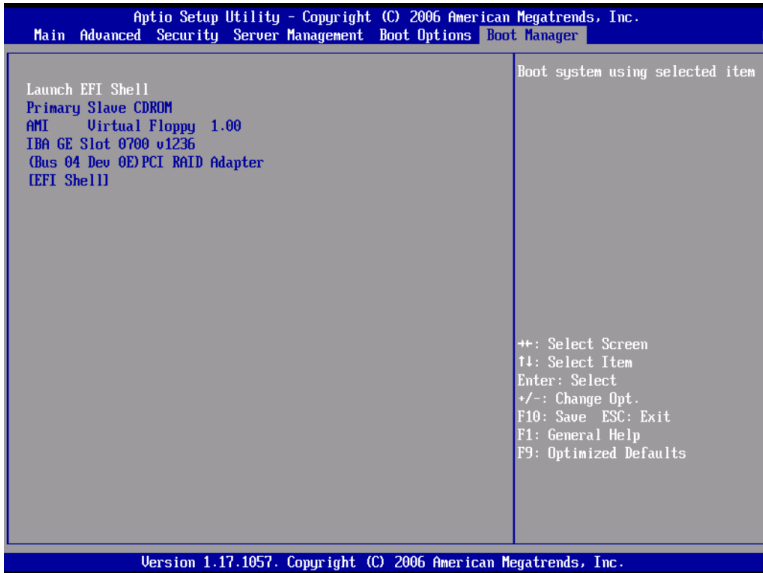 Aptio Setup Utility - Copyright (C) 2006 American Megatrends, Inc.
Main Advanced Security Server Management Boot Options Boot Manager
Launch EFI Shell
Primary Slave CDROM
AMI Virtual Floppy 1.00
IBA GE Slot 0700 v1236
(Bus 04 Dev 0E)PCI RAID Adapter
[EFI Shell]
Boot system using selected item
→←: Select Screen
↑↓: Select Item
Enter: Select
+/-: Change Opt.
F10: Save ESC: Exit
F1: General Help
F9: Optimized Defaults
Version 1.17.1057. Copyright (C) 2006 American Megatrends, Inc.